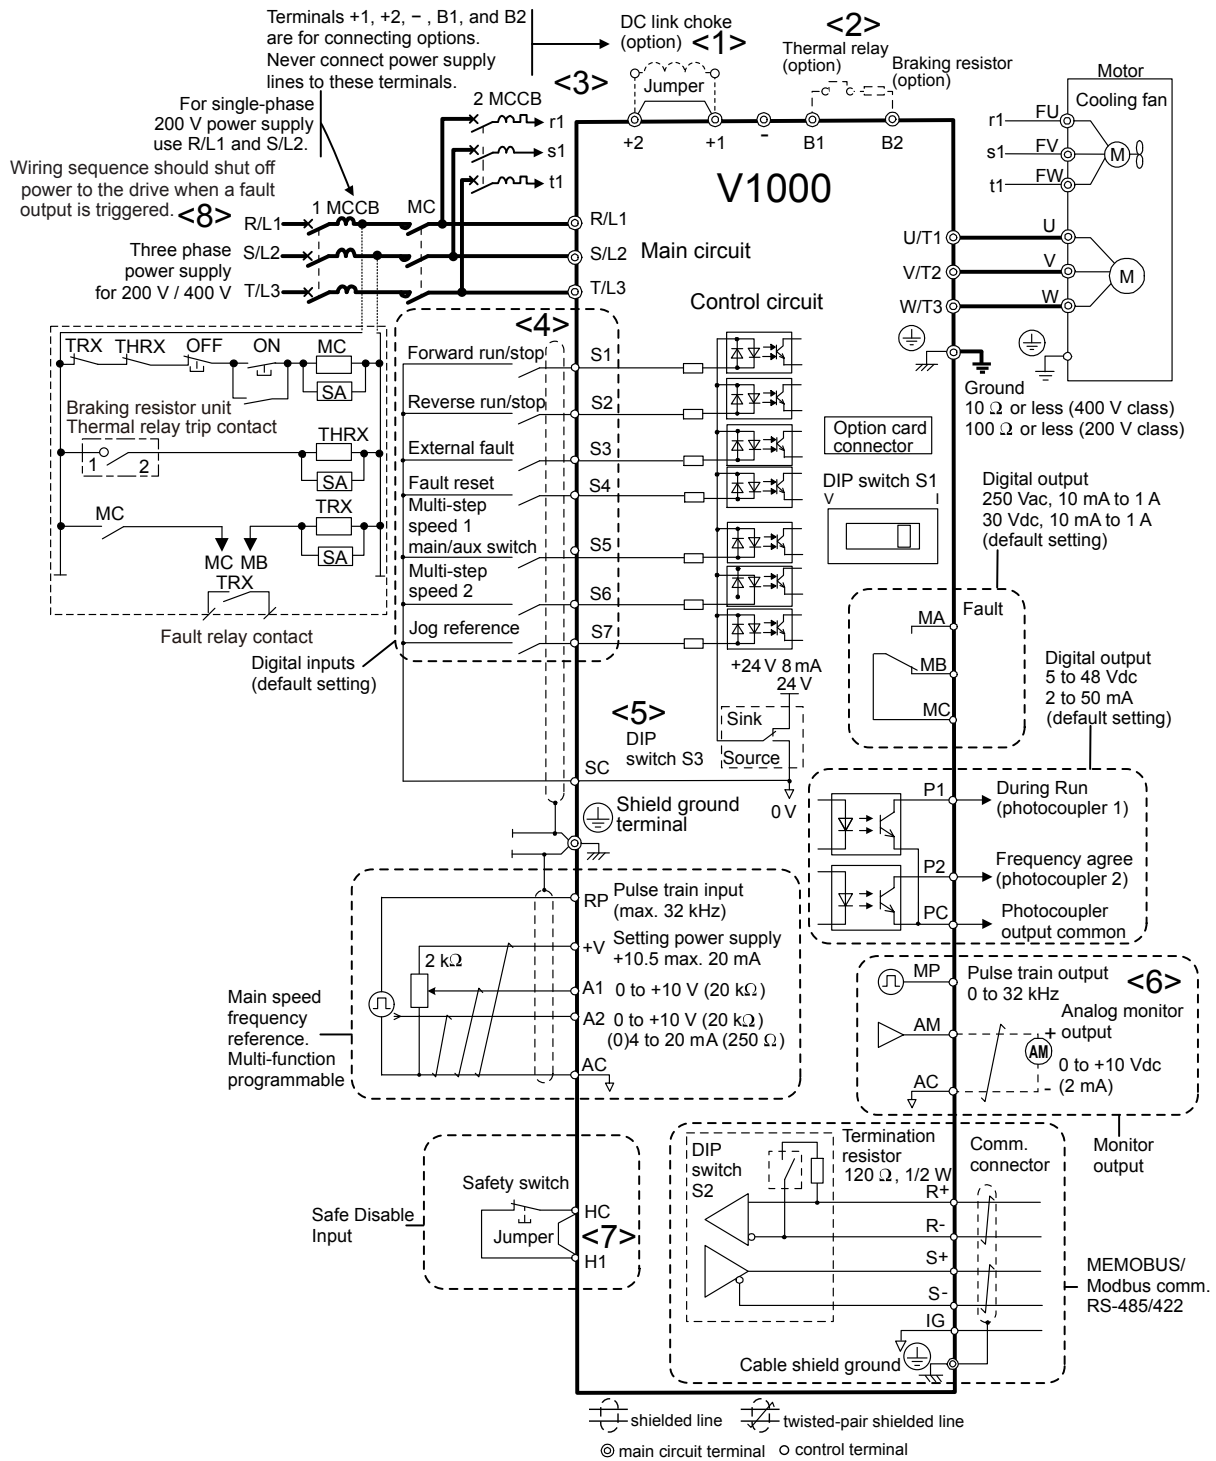 Terminals +1, +2, − , B1, and B2
are for connecting options.
Never connect power supply
lines to these terminals.
DC link choke
(option) <1>
Jumper
+2
+1
−
<2>
Thermal relay
(option)
Braking resistor
(option)
B1
B2
<3>
2 MCCB
r1
s1
t1
For single-phase
200 V power supply
use R/L1 and S/L2.
Wiring sequence should shut off
power to the drive when a fault
output is triggered. <8>
1 MCCB
MC
R/L1
S/L2
T/L3
Three phase
power supply
for 200 V / 400 V
R/L1
S/L2
T/L3
V1000
Main circuit
Control circuit
Motor
Cooling fan
r1
FU
s1
FV
t1
FW
M
U/T1
U
V/T2
V
W/T3
W
M
Ground
10 Ω or less (400 V class)
100 Ω or less (200 V class)
TRX
THRX
OFF
ON
MC
SA
Braking resistor unit
Thermal relay trip contact
1
2
THRX
SA
MC
TRX
SA
MC
MB
TRX
Fault relay contact
<4>
Forward run/stop
S1
Reverse run/stop
S2
External fault
S3
Fault reset
S4
Multi-step
speed 1
main/aux switch
S5
Multi-step
speed 2
S6
Jog reference
S7
Digital inputs
(default setting)
Option card
connector
DIP switch S1
V
I
+24 V 8 mA
24 V
<5>
DIP
switch S3
Sink
Source
SC
0 V
Shield ground
terminal
Digital output
250 Vac, 10 mA to 1 A
30 Vdc, 10 mA to 1 A
(default setting)
Fault
MA
MB
MC
Digital output
5 to 48 Vdc
2 to 50 mA
(default setting)
P1
During Run
(photocoupler 1)
P2
Frequency agree
(photocoupler 2)
PC
Photocoupler
output common
Main speed
frequency
reference.
Multi-function
programmable
2 kΩ
RP
Pulse train input
(max. 32 kHz)
+V
Setting power supply
+10.5 max. 20 mA
A1
0 to +10 V (20 kΩ)
A2
0 to +10 V (20 kΩ)
(0)4 to 20 mA (250 Ω)
AC
MP
Pulse train output
0 to 32 kHz
<6>
AM
Analog monitor
output
+
AM
0 to +10 Vdc
(2 mA)
AC
-
Monitor
output
Safe Disable
Input
Safety switch
Jumper
HC
<7>
H1
DIP
switch
S2
Termination
resistor
120 Ω, 1/2 W
Comm.
connector
R+
R-
S+
S-
IG
MEMOBUS/
Modbus comm.
RS-485/422
Cable shield ground
shielded line
twisted-pair shielded line
main circuit terminal
control terminal